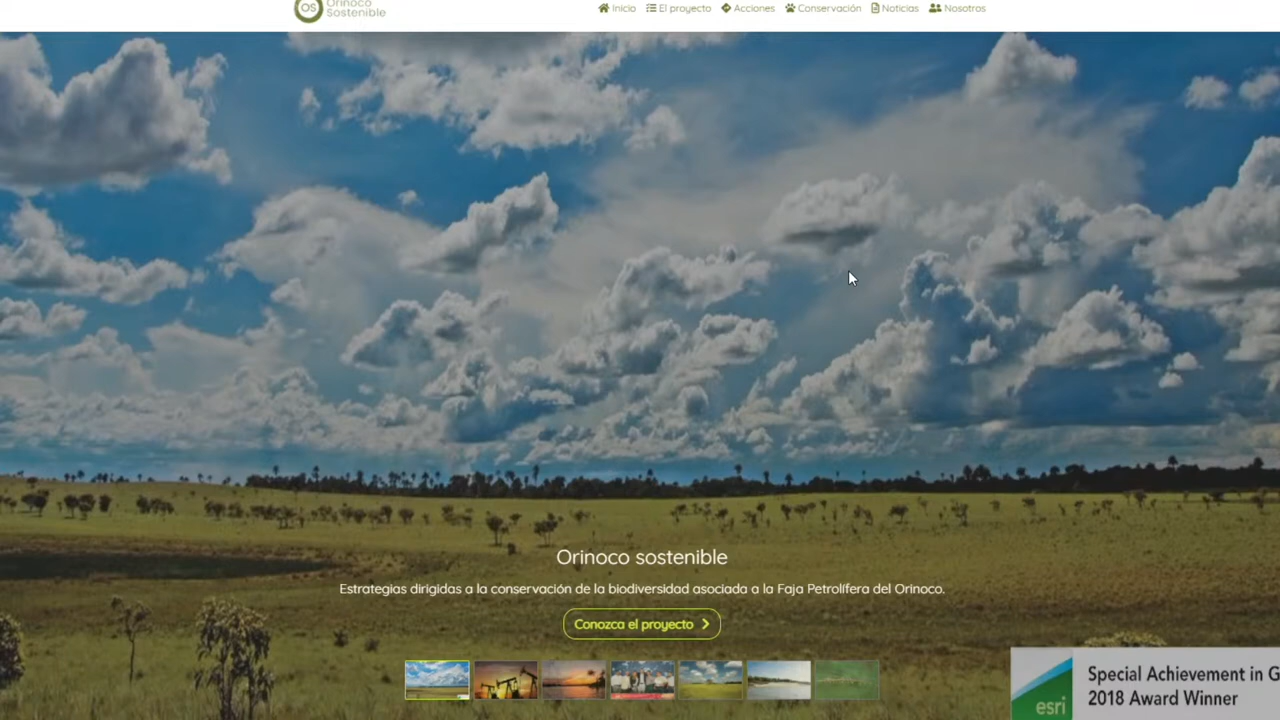 OS Orinoco
Sostenible
Inicio El proyecto Acciones Conservación Noticias Nosotros
Orinoco sostenible
Estrategias dirigidas a la conservación de la biodiversidad asociada a la Faja Petrolífera del Orinoco.
Conozca el proyecto
esri
Special Achievement in G
2018 Award Winner